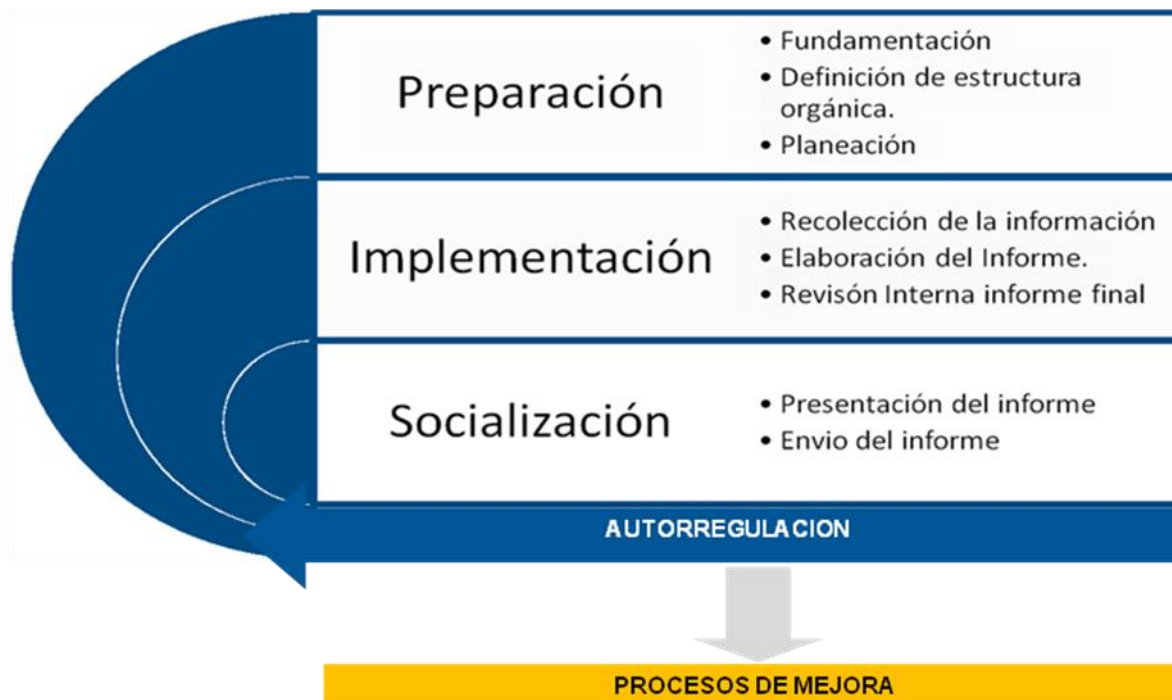 Preparación
• Fundamentación
• Definición de estructura
orgánica.
• Planeación
Implementación
• Recolección de la información
• Elaboración del Informe.
• Revisón Interna informe final
Socialización
• Presentación del informe
• Envio del informe
AUTORREGULACION
PROCESOS DE MEJORA